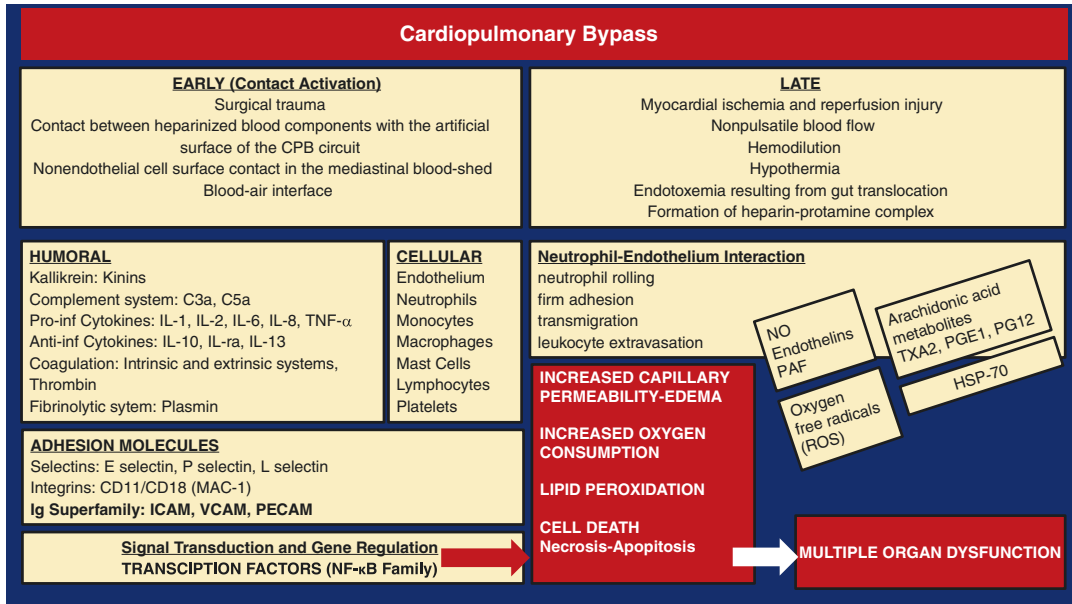 Cardiopulmonary Bypass
EARLY (Contact Activation)
Surgical trauma
Contact between heparinized blood components with the artificial
surface of the CPB circuit
Nonendothelial cell surface contact in the mediastinal blood-shed
Blood-air interface
LATE
Myocardial ischemia and reperfusion injury
Nonpulsatile blood flow
Hemodilution
Hypothermia
Endotoxemia resulting from gut translocation
Formation of heparin-protamine complex
HUMORAL
Kallikrein: Kinins
Complement system: C3a, C5a
Pro-inf Cytokines: IL-1, IL-2, IL-6, IL-8, TNF-α
Anti-inf Cytokines: IL-10, IL-ra, IL-13
Coagulation: Intrinsic and extrinsic systems,
Thrombin
Fibrinolytic sytem: Plasmin
CELLULAR
Endothelium
Neutrophils
Monocytes
Macrophages
Mast Cells
Lymphocytes
Platelets
Neutrophil-Endothelium Interaction
neutrophil rolling
firm adhesion
transmigration
leukocyte extravasation
NO
Endothelins
PAF
Arachidonic acid
metabolites
TXA2, PGE1, PG12
HSP-70
Oxygen
free radicals
(ROS)
ADHESION MOLECULES
Selectins: E selectin, P selectin, L selectin
Integrins: CD11/CD18 (MAC-1)
Ig Superfamily: ICAM, VCAM, PECAM
Signal Transduction and Gene Regulation
TRANSCIPTION FACTORS (NF-κB Family)
INCREASED CAPILLARY
PERMEABILITY-EDEMA
INCREASED OXYGEN
CONSUMPTION
LIPID PEROXIDATION
CELL DEATH
Necrosis-Apopitosis
MULTIPLE ORGAN DYSFUNCTION